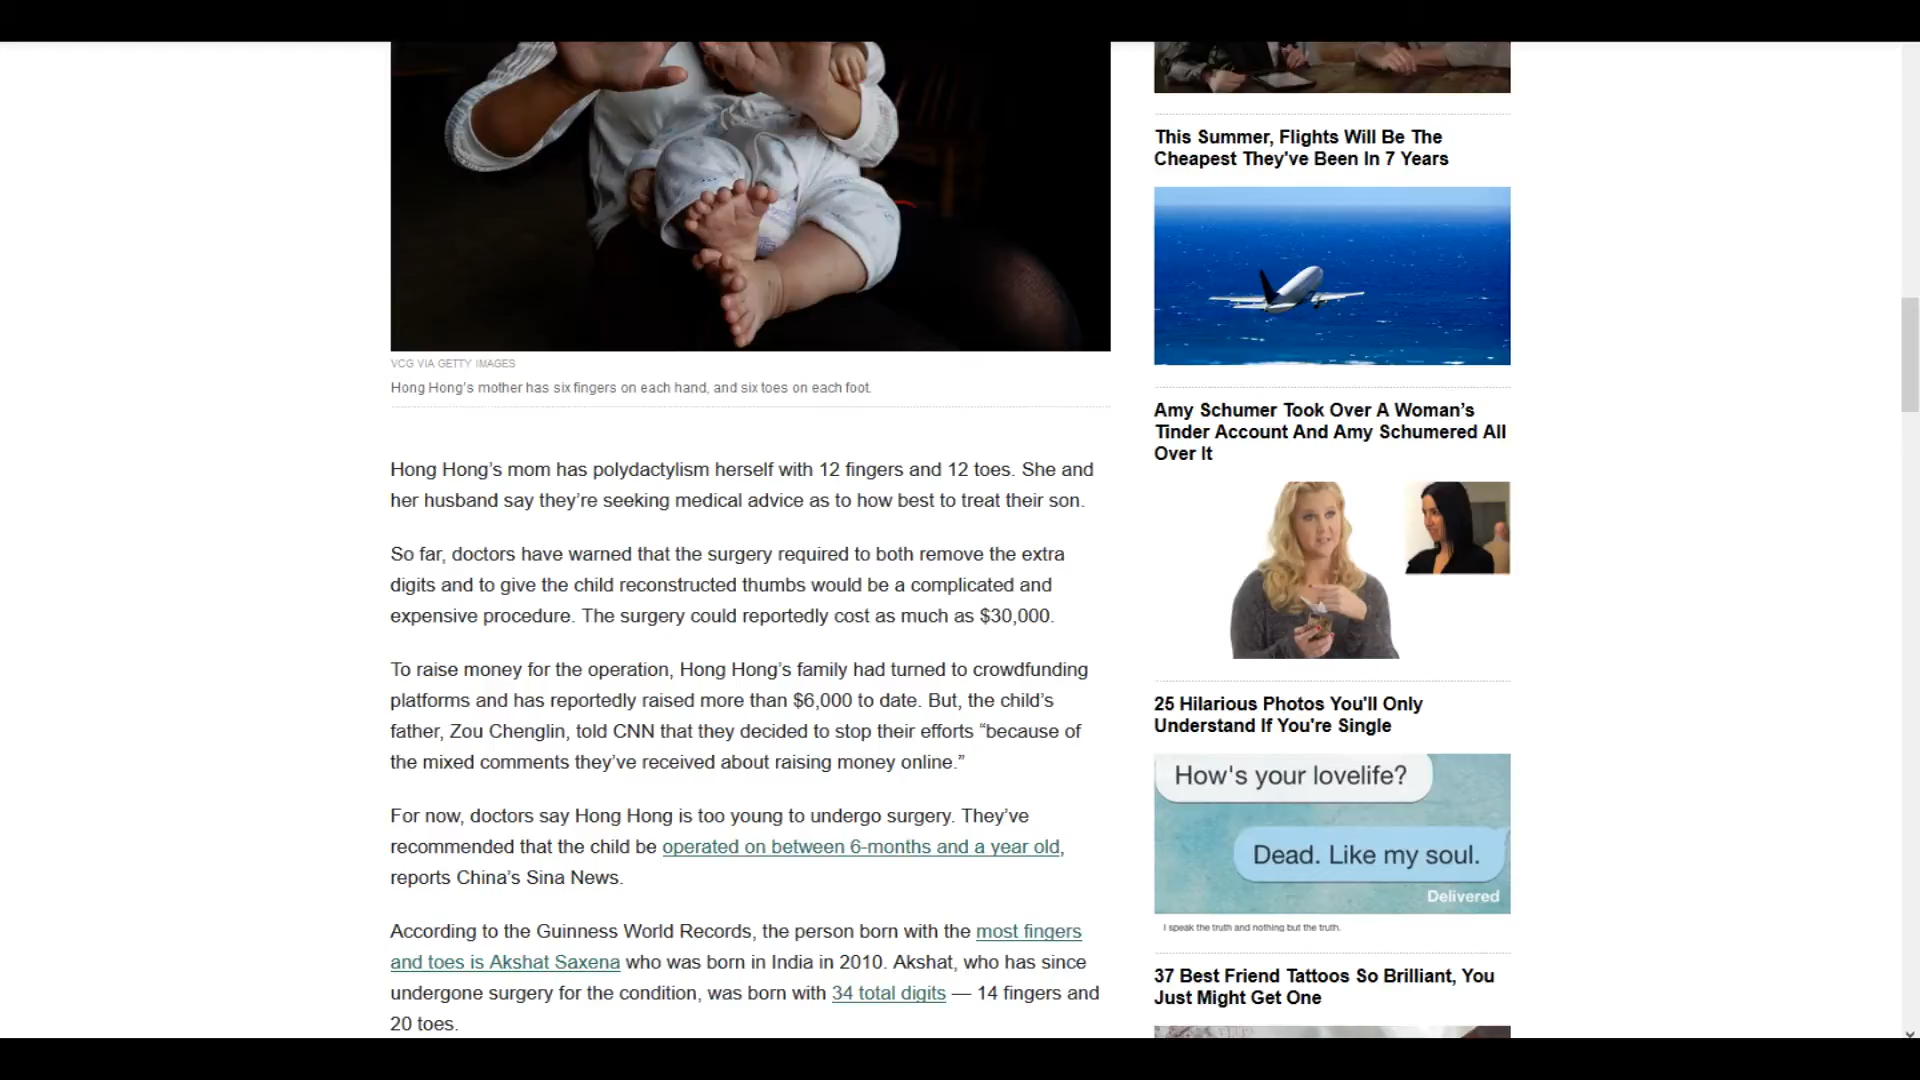 VCG VIA GETTY IMAGES
Hong Hong's mother has six fingers on each hand, and six toes on each foot.
Hong Hong’s mom has polydactylism herself with 12 fingers and 12 toes. She and
her husband say they’re seeking medical advice as to how best to treat their son.
So far, doctors have warned that the surgery required to both remove the extra
digits and to give the child reconstructed thumbs would be a complicated and
expensive procedure. The surgery could reportedly cost as much as $30,000.
To raise money for the operation, Hong Hong’s family had turned to crowdfunding
platforms and has reportedly raised more than $6,000 to date. But, the child’s
father, Zou Chenglin, told CNN that they decided to stop their efforts “because of
the mixed comments they’ve received about raising money online.”
For now, doctors say Hong Hong is too young to undergo surgery. They’ve
recommended that the child be operated on between 6-months and a year old,
reports China’s Sina News.
According to the Guinness World Records, the person born with the most fingers
and toes is Akshat Saxena who was born in India in 2010. Akshat, who has since
undergone surgery for the condition, was born with 34 total digits — 14 fingers and
20 toes.
This Summer, Flights Will Be The
Cheapest They've Been In 7 Years
Amy Schumer Took Over A Woman’s
Tinder Account And Amy Schumered All
Over It
25 Hilarious Photos You'll Only
Understand If You're Single
How's your lovelife?
Dead. Like my soul.
Delivered
I speak the truth and nothing but the truth.
37 Best Friend Tattoos So Brilliant, You
Just Might Get One